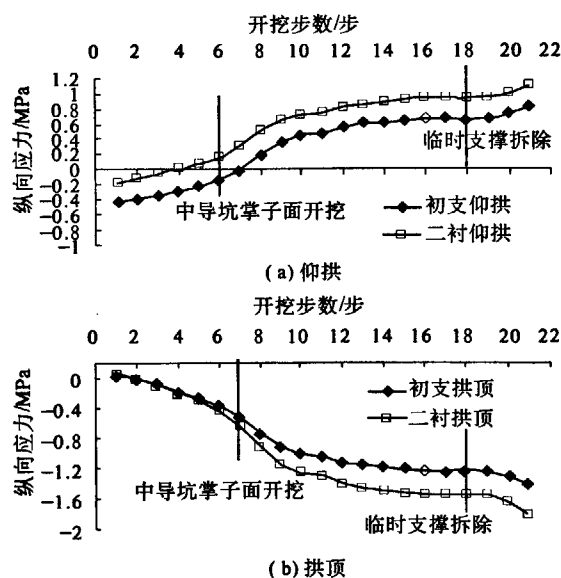 开挖步数/步
0 2 4 6 8 10 12 14 16 18 20 22
纵向应力/MPa
1.2
0.8
0.4
0
-0.2
-0.4
-0.6
-0.8
-1
临时支撑拆除
中导坑掌子面开挖
初支仰拱
二衬仰拱
(a) 仰拱
开挖步数/步
0 2 4 6 8 10 12 14 16 18 20 22
纵向应力/MPa
0
-0.4
-0.8
-1.2
-1.6
-2
初支拱顶
二衬拱顶
中导坑掌子面开挖
临时支撑拆除
(b) 拱顶